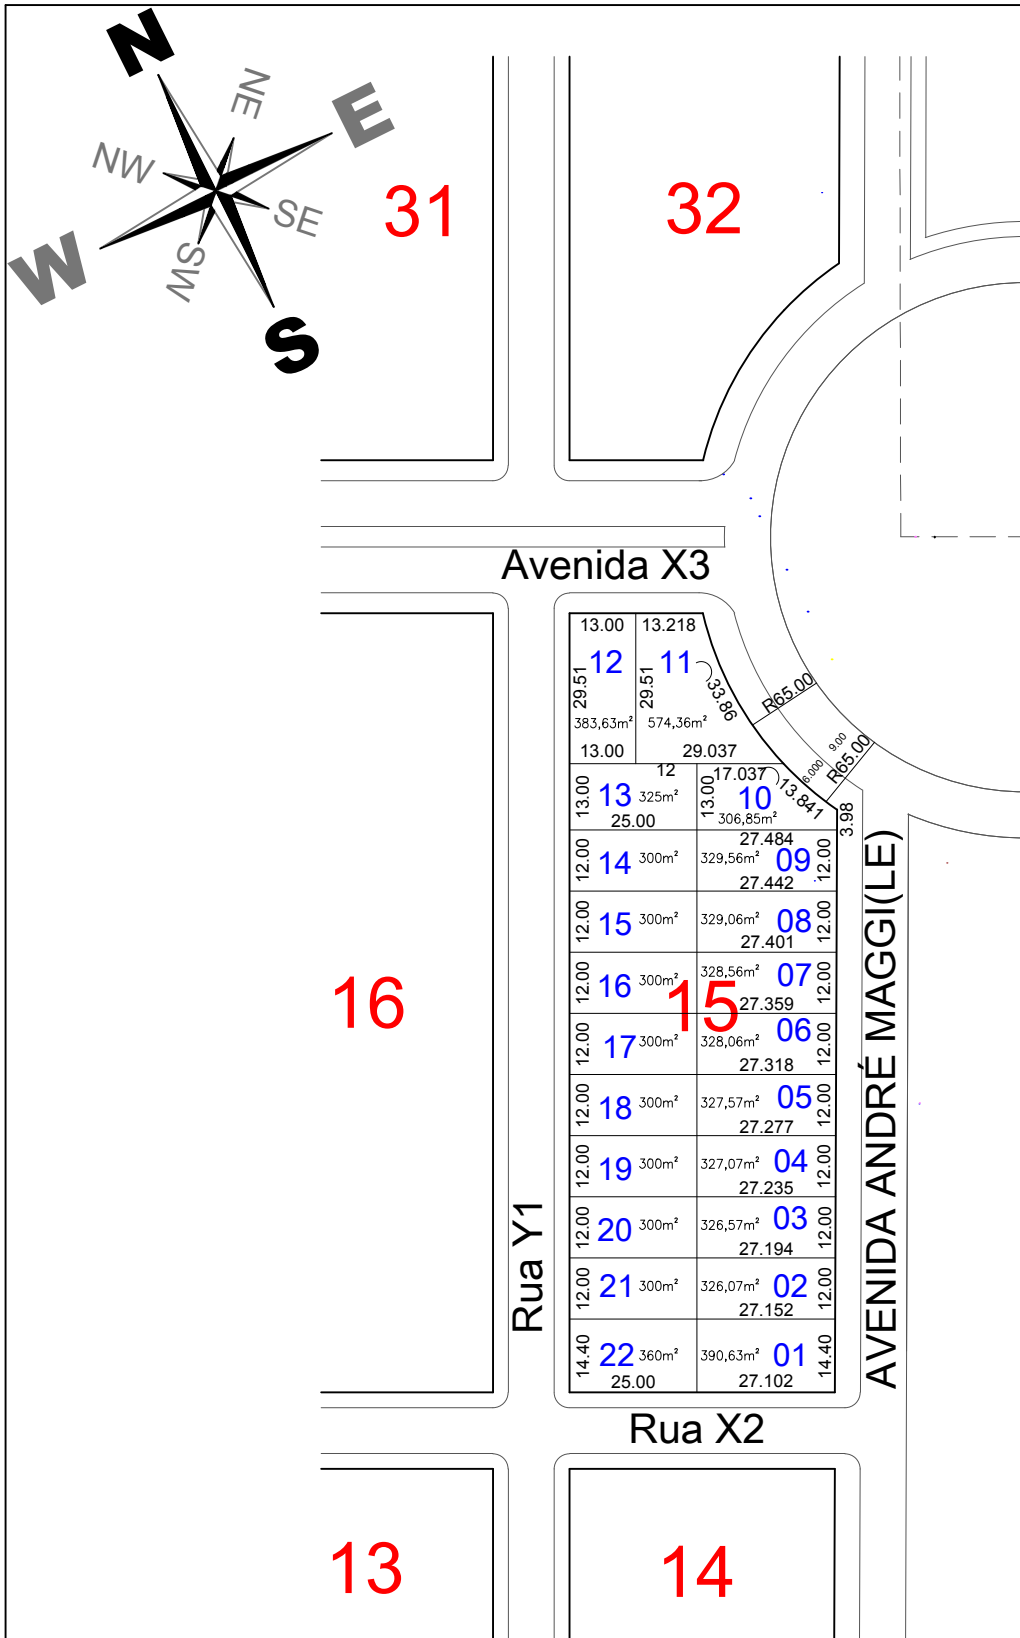 N
NE
E
NW
SE
W
SW
S
31
32
Avenida X3
13.00
13.218
12
11
29.51
29.51
33.86
383,63m²
574,36m²
13.00
29.037
R65.00
R65.00
9.00
6.000
12
17.037
13.00
13
325m²
13.00
10
13.841
25.00
306,85m²
3.98
27.484
12.00
14
300m²
329,56m²
09
12.00
27.442
12.00
15
300m²
329,06m²
08
12.00
27.401
12.00
16
300m²
328,56m²
07
12.00
27.359
16
15
12.00
17
300m²
328,06m²
06
12.00
27.318
12.00
18
300m²
327,57m²
05
12.00
27.277
12.00
19
300m²
327,07m²
04
12.00
27.235
12.00
20
300m²
326,57m²
03
12.00
27.194
12.00
21
300m²
326,07m²
02
12.00
27.152
14.40
22
360m²
390,63m²
01
14.40
25.00
27.102
Rua Y1
AVENIDA ANDRÉ MAGGI(LE)
Rua X2
13
14